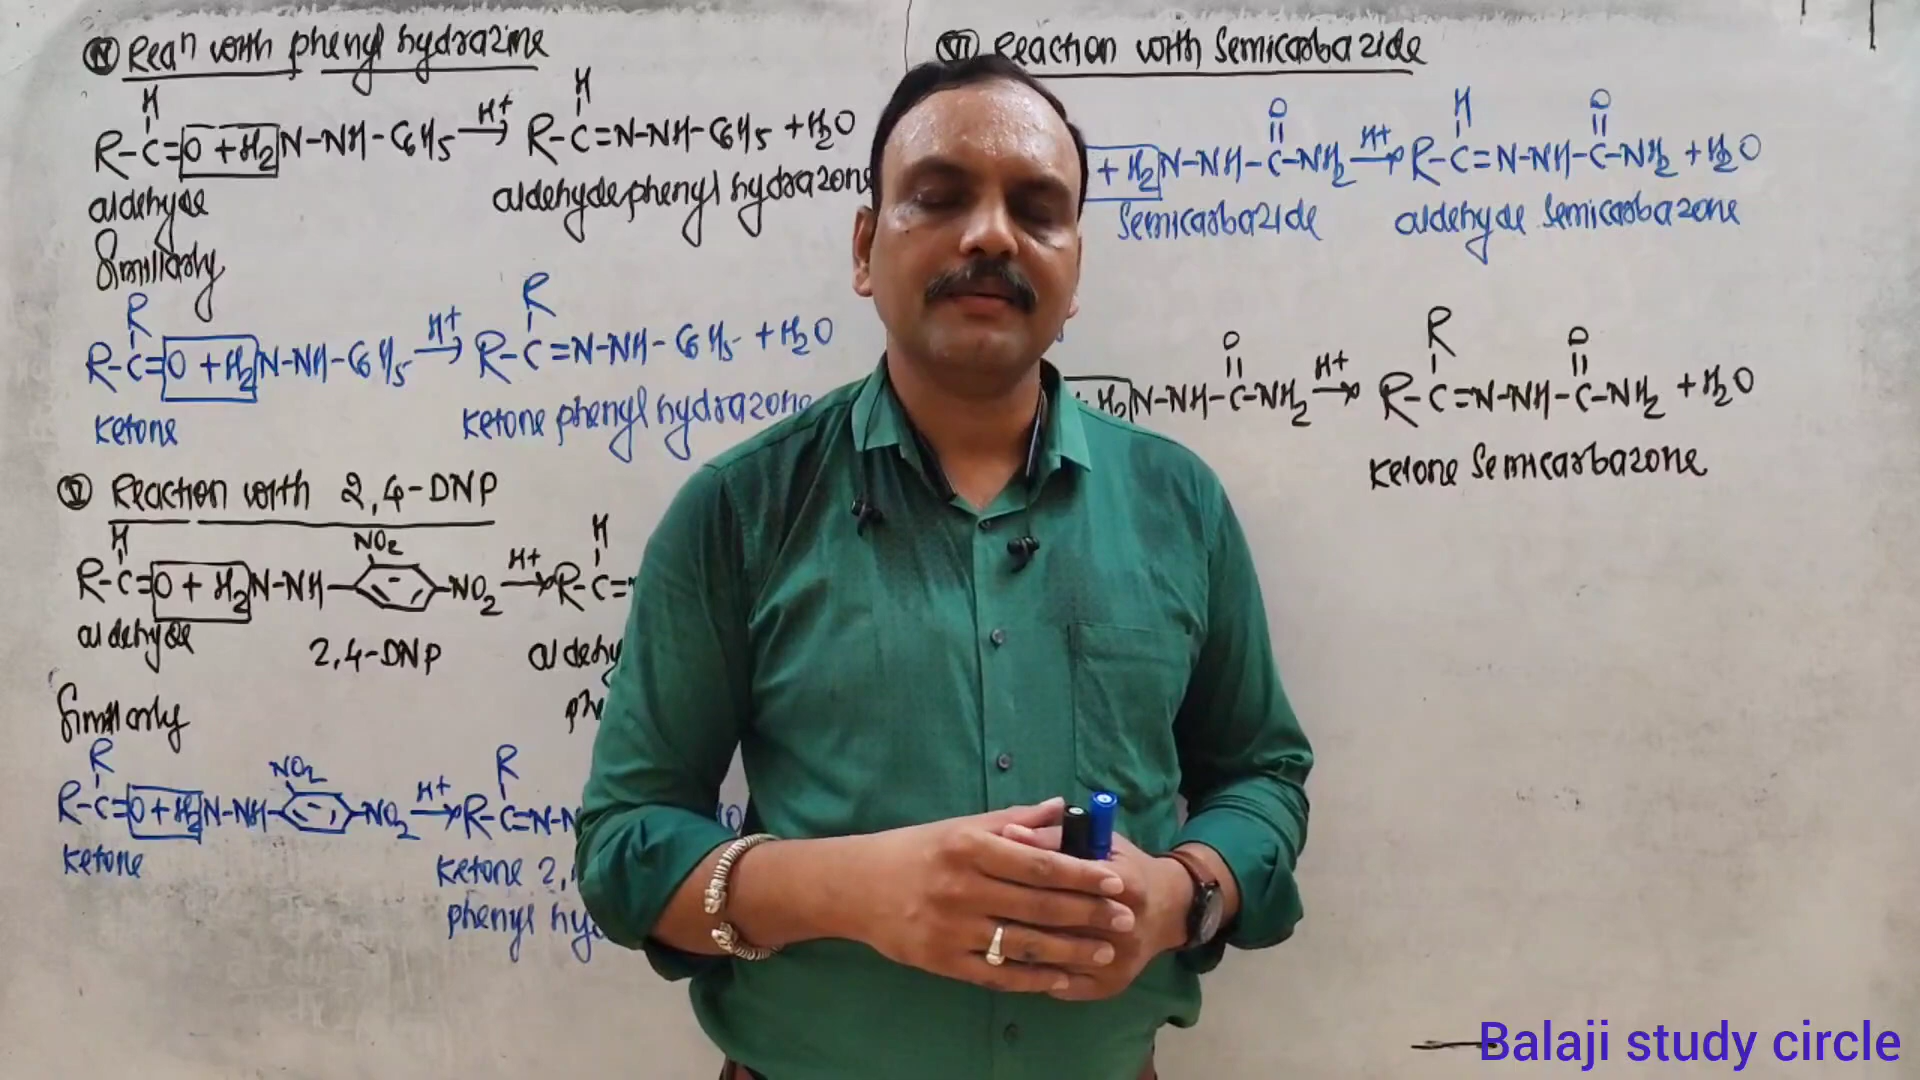 IV Reaⁿ with phenyl hydrazine
H
R-C=O + H₂N-NH-C₆H₅ H⁺→ R-C=N-NH-C₆H₅ + H₂O
H
aldehyde
aldehyde phenyl hydrazone
Similarly
R
R-C=O + H₂N-NH-C₆H₅ H⁺→ R-C=N-NH-C₆H₅ + H₂O
R
ketone
ketone phenyl hydrazone
V Reaction with 2,4-DNP
H
NO₂
H
R-C=O + H₂N-NH- -NO₂ H⁺→ R-C=
aldehyde
2,4-DNP
Similarly
R
NO₂
R
R-C=O + H₂N-NH- -NO₂ H⁺→ R-C=N-N
ketone
ketone 2,
phenyl hy
Reaction with Semicarbazide
O
H
O
+ H₂N-NH-C-NH₂ H⁺→ R-C=N-NH-C-NH₂ + H₂O
Semicarbazide
aldehyde semicarbazone
O
R
O
H₂N-NH-C-NH₂ H⁺→ R-C=N-NH-C-NH₂ + H₂O
ketone Semicarbazone
Balaji study circle